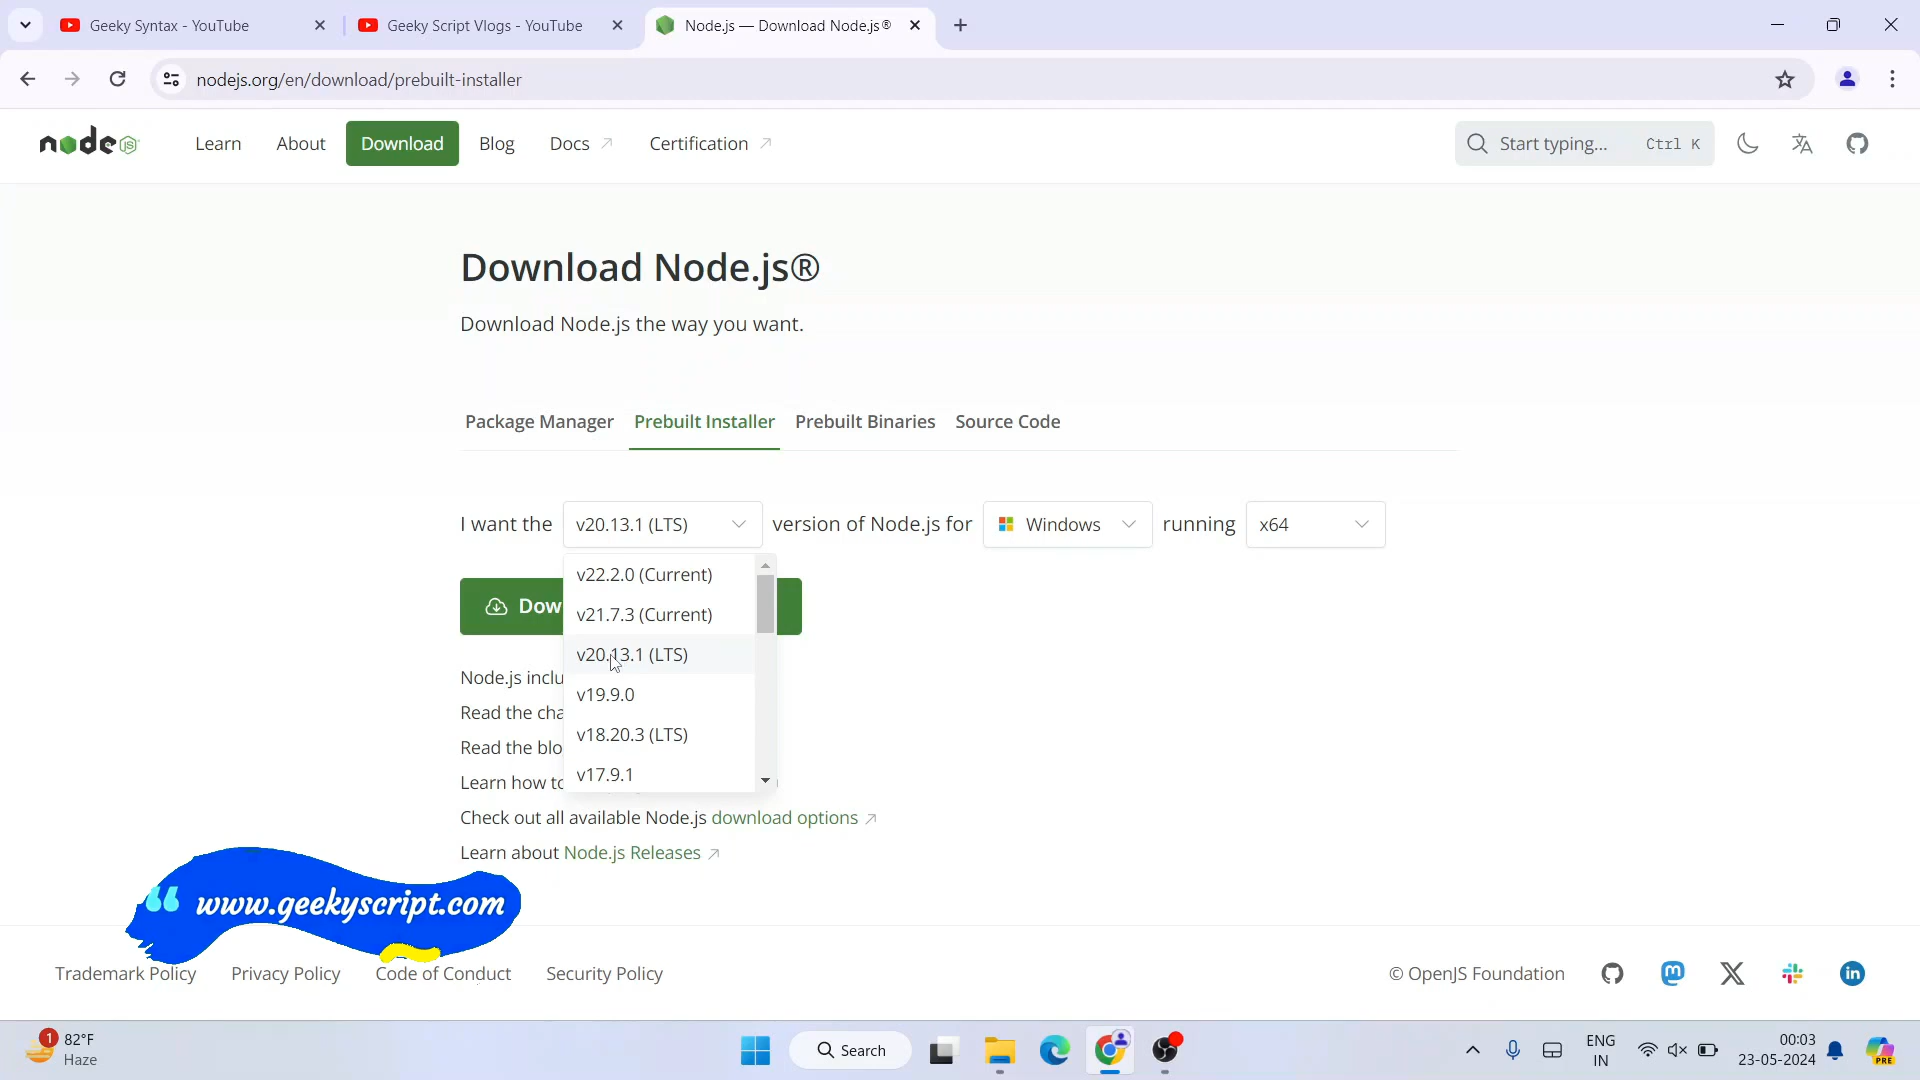 Geeky Syntax - YouTube
Geeky Script Vlogs - YouTube
Node.js — Download Node.js®
nodejs.org/en/download/prebuilt-installer
node JS
Learn
About
Download
Blog
Docs
Certification
Start typing...
Ctrl K
Download Node.js®
Download Node.js the way you want.
Package Manager
Prebuilt Installer
Prebuilt Binaries
Source Code
I want the
v20.13.1 (LTS)
version of Node.js for
Windows
running
x64
v22.2.0 (Current)
v21.7.3 (Current)
v20.13.1 (LTS)
v19.9.0
v18.20.3 (LTS)
v17.9.1
Dow
Node.js inclu
Read the cha
Read the blo
Learn how to
Check out all available Node.js download options
Learn about Node.js Releases
www.geekyscript.com
Trademark Policy
Privacy Policy
Code of Conduct
Security Policy
© OpenJS Foundation
1
82°F
Haze
Search
ENG
IN
00:03
23-05-2024
PRE